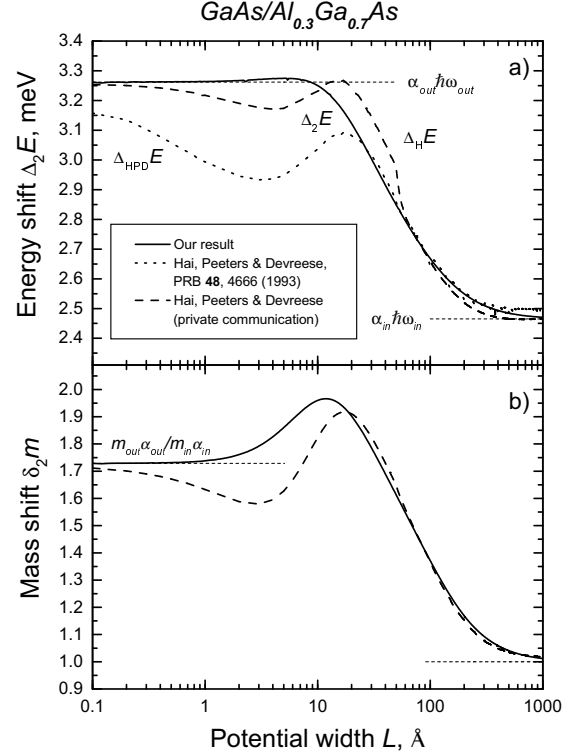 GaAs/Al0.3Ga0.7As
a)
Energy shift Δ2E, meV
3.4
3.3
3.2
3.1
3.0
2.9
2.8
2.7
2.6
2.5
2.4
αoutℏωout
Δ2E
ΔHE
ΔHPDE
Our result
Hai, Peeters & Devreese,
PRB 48, 4666 (1993)
Hai, Peeters & Devreese
(private communication)
αinℏωin
b)
Mass shift δ2m
2.0
1.9
1.8
1.7
1.6
1.5
1.4
1.3
1.2
1.1
1.0
0.9
moutαout/minαin
0.1 1 10 100 1000
Potential width L, Å